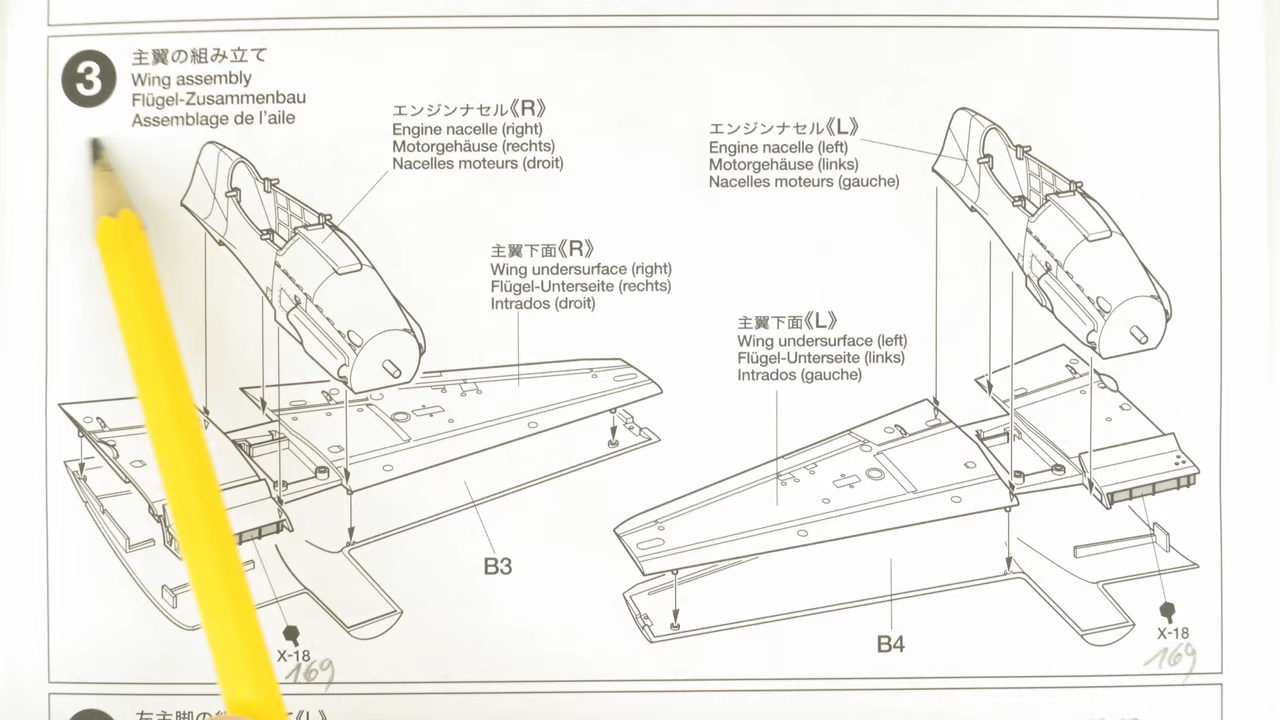 3
主翼の組み立て
Wing assembly
Flügel-Zusammenbau
Assemblage de l'aile
エンジンナセル《R》
Engine nacelle (right)
Motorgehäuse (rechts)
Nacelles moteurs (droit)
エンジンナセル《L》
Engine nacelle (left)
Motorgehäuse (links)
Nacelles moteurs (gauche)
主翼下面《R》
Wing undersurface (right)
Flügel-Unterseite (rechts)
Intrados (droit)
主翼下面《L》
Wing undersurface (left)
Flügel-Unterseite (links)
Intrados (gauche)
B3
B4
X-18
169
X-18
169